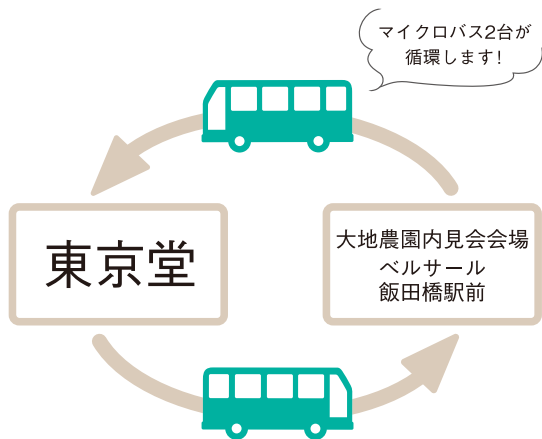 マイクロバス2台が
循環します!
東京堂
大地農園内見会会場
ベルサール
飯田橋駅前